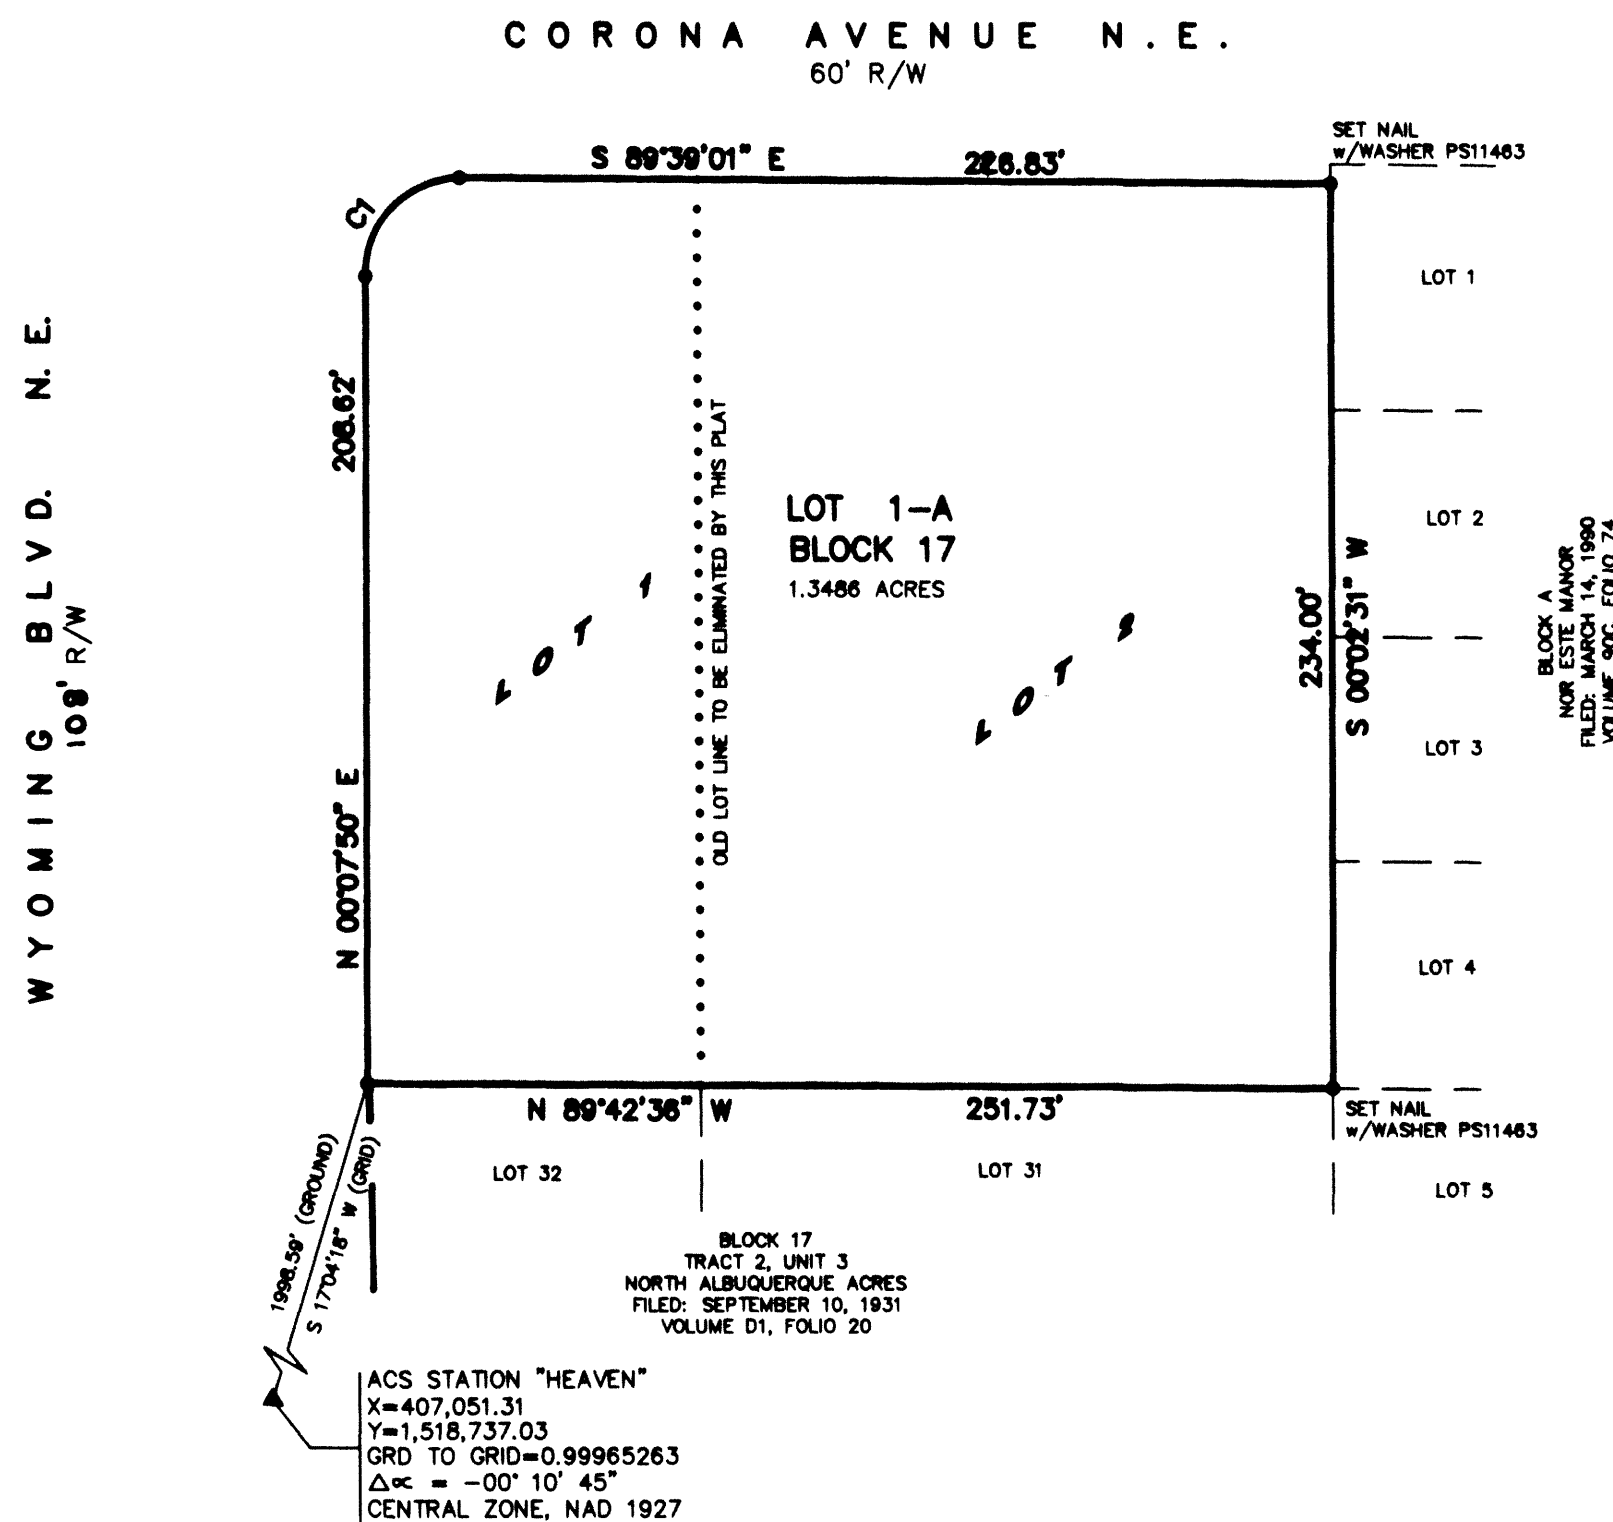 CORONA AVENUE N.E.
60' R/W
SET NAIL
w/WASHER PS11463
S 89°39'01" E 226.83'
C1
LOT 1
WYOMING BLVD. N.E.
108' R/W
208.62'
N 00°07'50" E
OLD LOT LINE TO BE ELIMINATED BY THIS PLAT
LOT 1-A
BLOCK 17
1.3486 ACRES
LOT 1
LOT 2
234.00'
S 00°02'31" W
LOT 2
LOT 3
LOT 4
BLOCK A
NOR ESTE MANOR
FILED: MARCH 14, 1990
VOLUME 90C, FOLIO 74
N 89°42'36" W 251.73'
SET NAIL
w/WASHER PS11463
LOT 32
LOT 31
LOT 5
1998.59' (GROUND)
S 17°04'18" W (GRID)
BLOCK 17
TRACT 2, UNIT 3
NORTH ALBUQUERQUE ACRES
FILED: SEPTEMBER 10, 1931
VOLUME D1, FOLIO 20
ACS STATION "HEAVEN"
X=407,051.31
Y=1,518,737.03
GRD TO GRID=0.99965263
Δ∝ = -00° 10' 45"
CENTRAL ZONE, NAD 1927